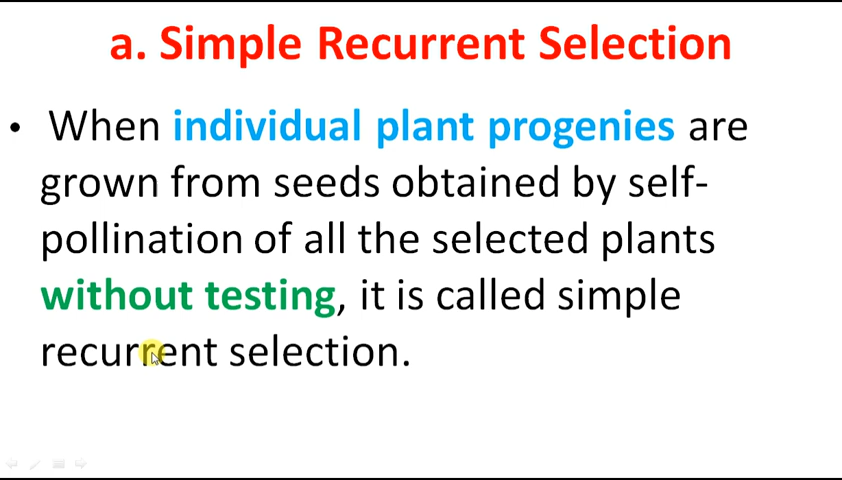 a. Simple Recurrent Selection
• When individual plant progenies are
grown from seeds obtained by self-
pollination of all the selected plants
without testing, it is called simple
recurrent selection.